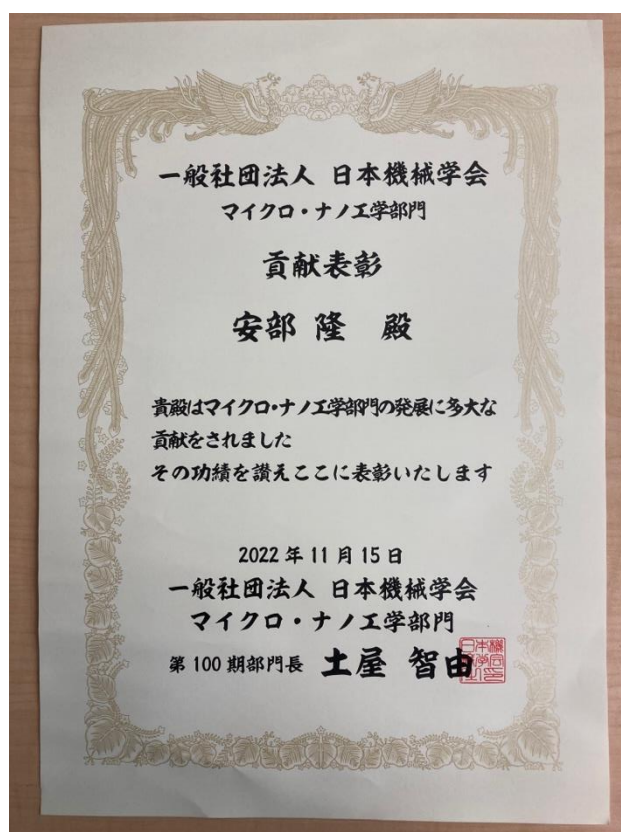 一般社団法人 日本機械学会
マイクロ・ナノ工学部門
貢献表彰
安部 隆 殿
貴殿はマイクロ・ナノ工学部門の発展に多大な
貢献をされました
その功績を讃えここに表彰いたします
2022年11月15日
一般社団法人 日本機械学会
マイクロ・ナノ工学部門
第100期部門長 土屋 智由